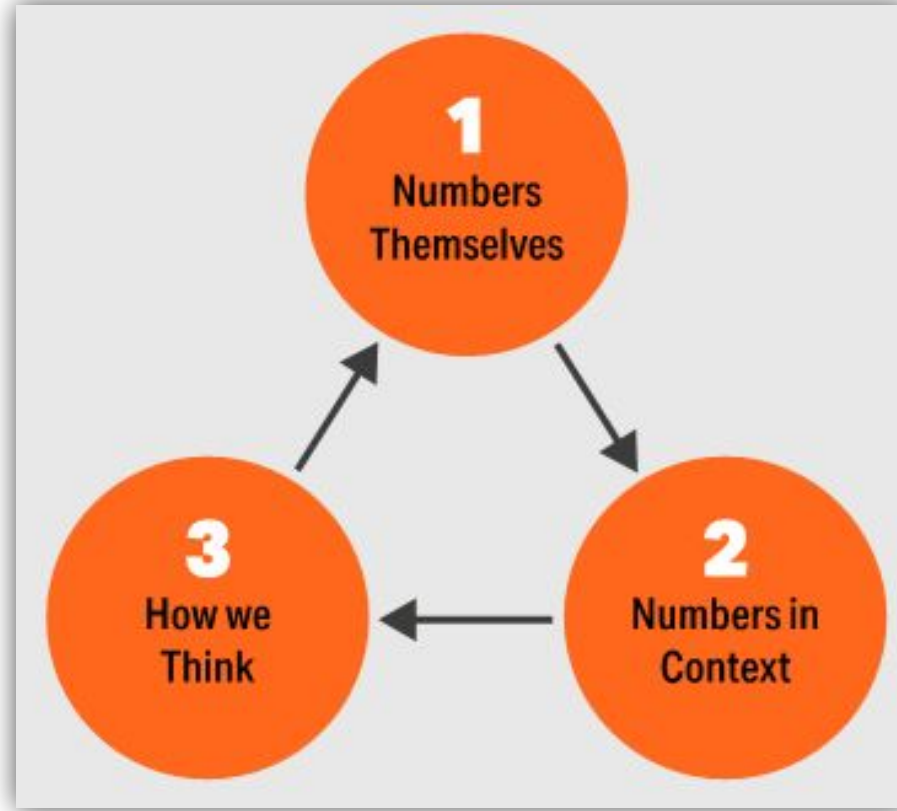 1
Numbers
Themselves
2
Numbers in
Context
3
How we
Think